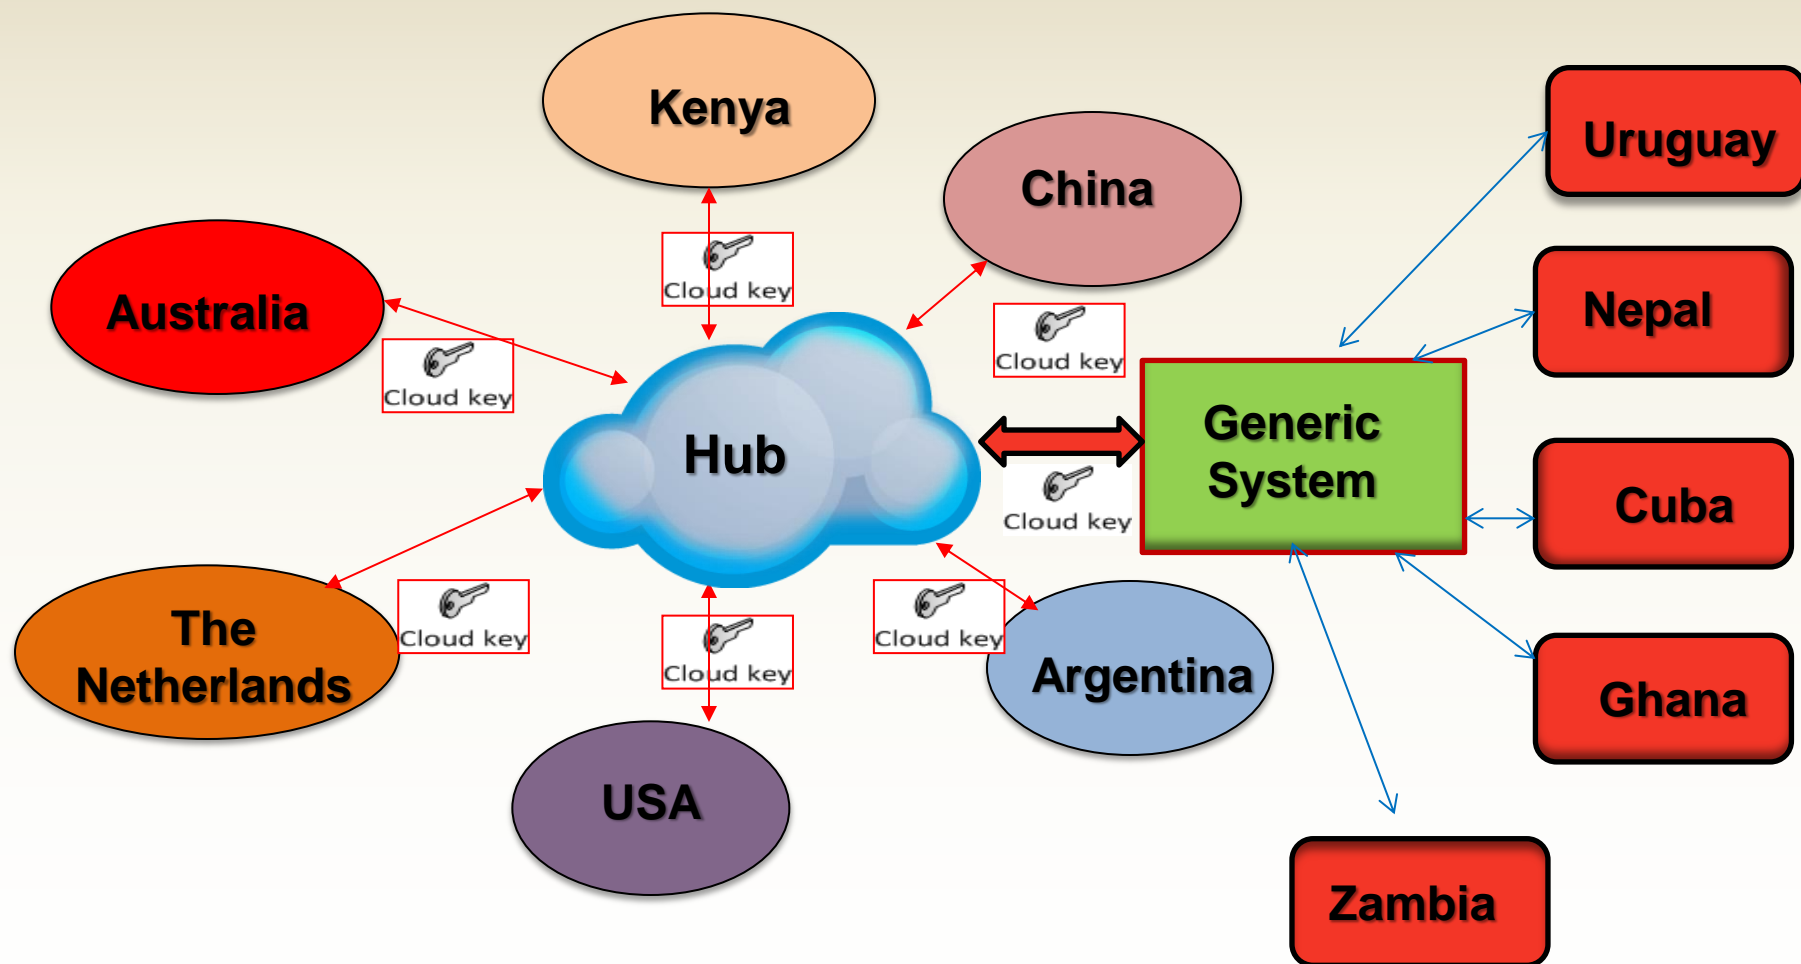 Kenya
China
Uruguay
Cloud key
Australia
Nepal
Cloud key
Cloud key
Generic
System
Hub
Cloud key
Cuba
The
Netherlands
Cloud key
Cloud key
Cloud key
Argentina
Ghana
USA
Zambia